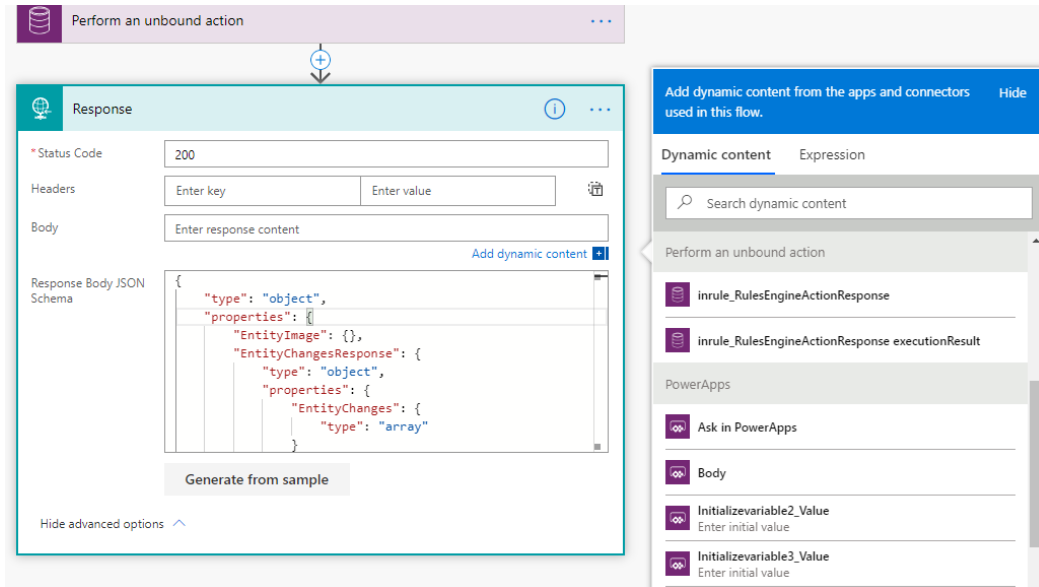 Perform an unbound action
Response
*Status Code
200
Headers
Enter key
Enter value
Body
Enter response content
Add dynamic content
Response Body JSON
Schema
{
"type": "object",
"properties": {
"EntityImage": {},
"EntityChangesResponse": {
"type": "object",
"properties": {
"EntityChanges": {
"type": "array"
}
Generate from sample
Hide advanced options
Add dynamic content from the apps and connectors
used in this flow.
Hide
Dynamic content
Expression
Search dynamic content
Perform an unbound action
inrule_RulesEngineActionResponse
inrule_RulesEngineActionResponse executionResult
PowerApps
Ask in PowerApps
Body
Initializevariable2_Value
Enter initial value
Initializevariable3_Value
Enter initial value